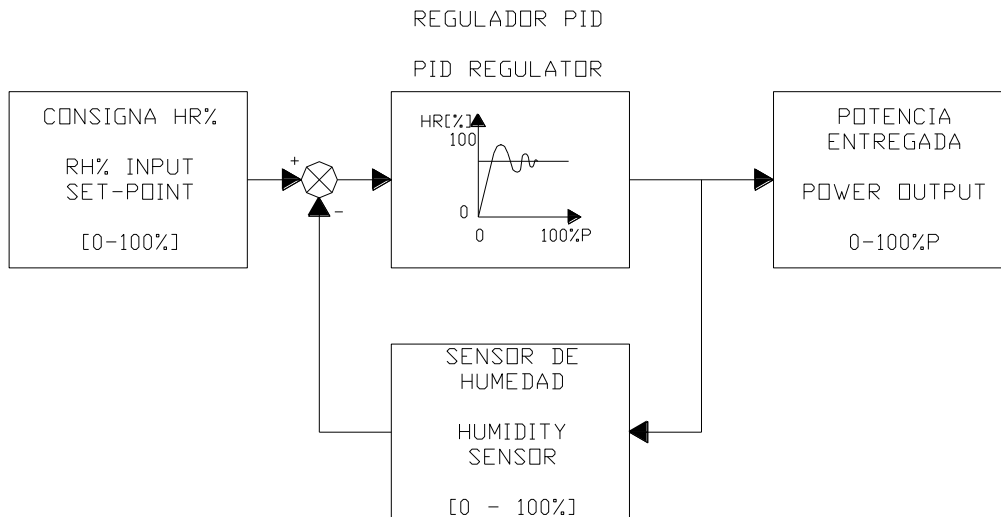 REGULADOR PID
PID REGULATOR
CONSIGNA HR%
RH% INPUT
SET-POINT
[0-100%]
+
-
HR[%]
100
0
0
100%P
POTENCIA
ENTREGADA
POWER OUTPUT
0-100%P
SENSOR DE
HUMEDAD
HUMIDITY
SENSOR
[0 - 100%]